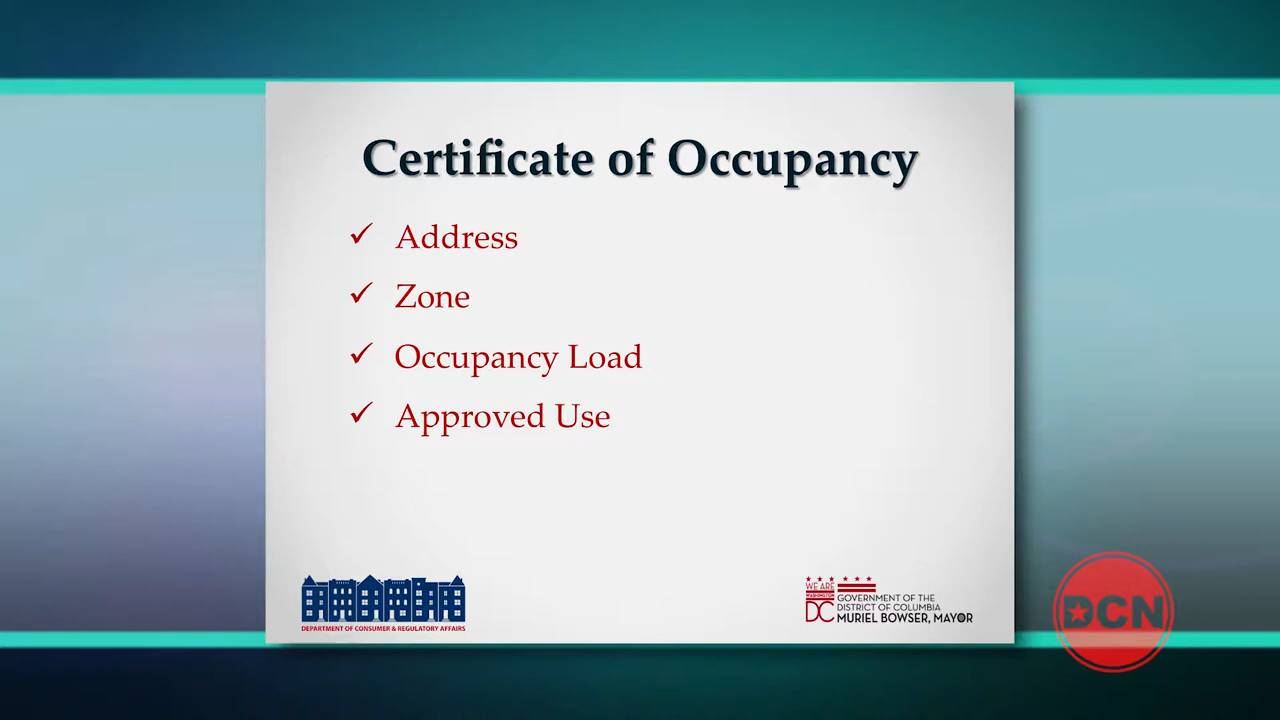 Certificate of Occupancy
Address
Zone
Occupancy Load
Approved Use
DEPARTMENT OF CONSUMER & REGULATORY AFFAIRS
WE ARE
WASHINGTON
DC
GOVERNMENT OF THE
DISTRICT OF COLUMBIA
MURIEL BOWSER, MAYOR
DCN